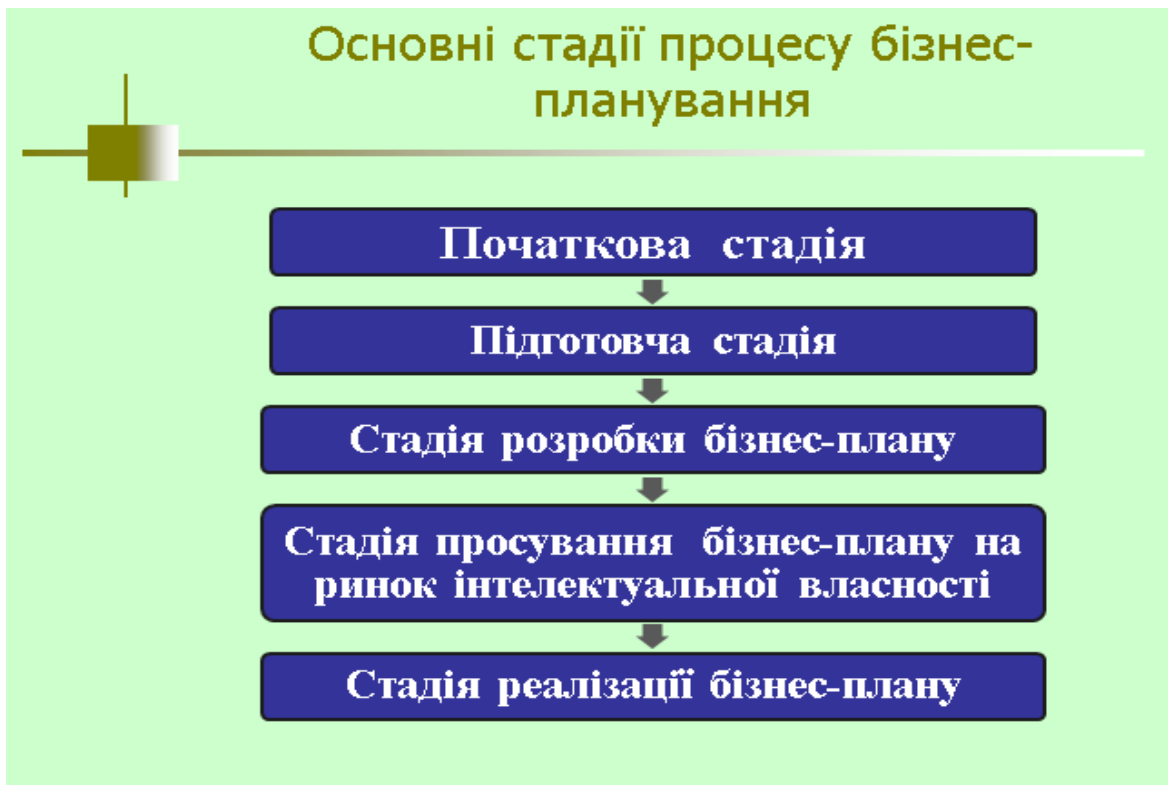 Основні стадії процесу бізнес-
планування
Початкова стадія
Підготовча стадія
Стадія розробки бізнес-плану
Стадія просування бізнес-плану на
ринок інтелектуальної власності
Стадія реалізації бізнес-плану